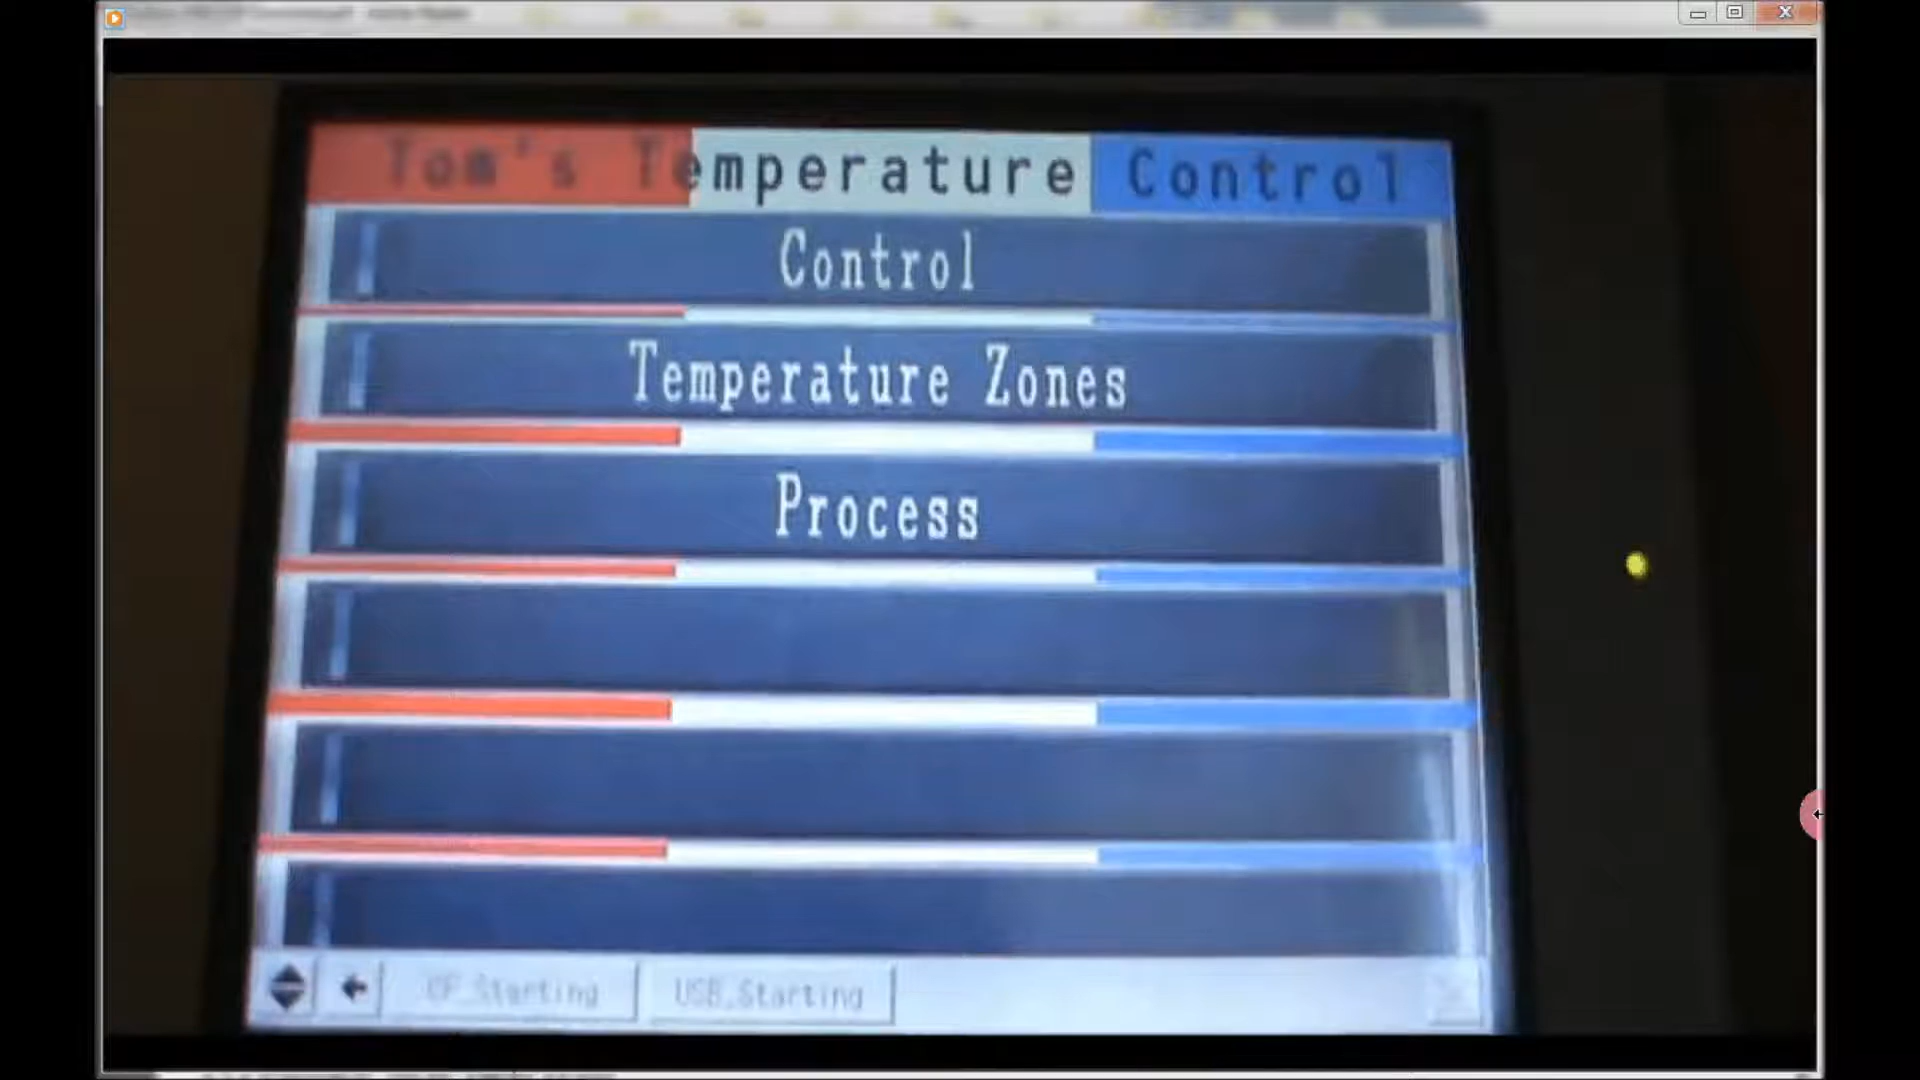 Tom's Temperature Control
Control
Temperature Zones
Process
CF_Starting
USB_Starting